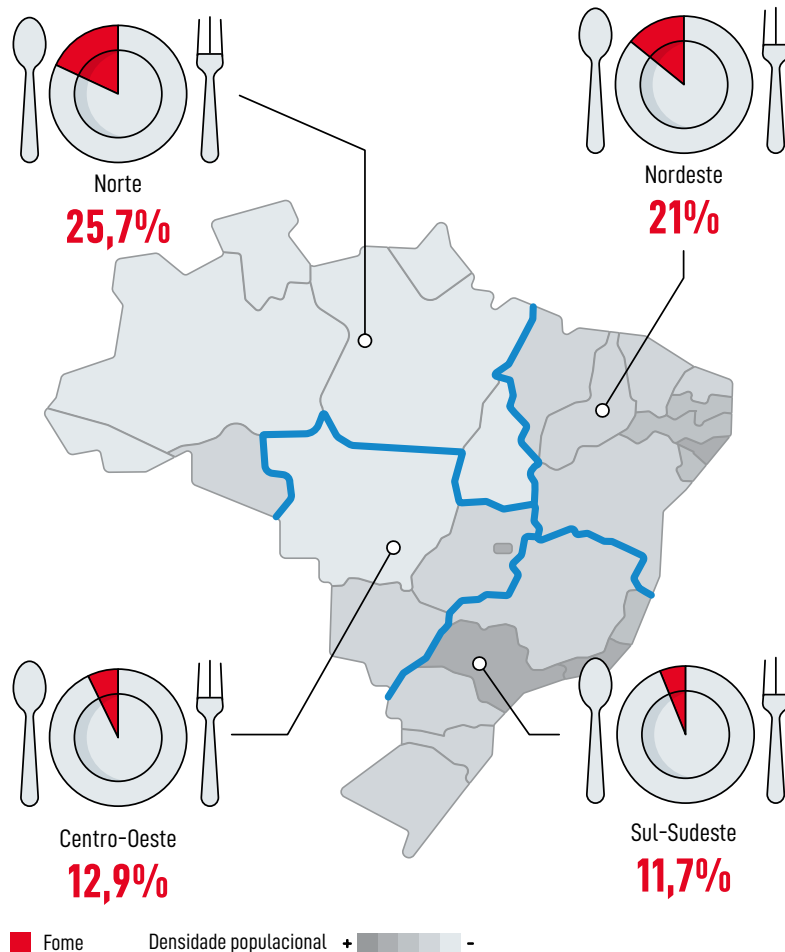 Norte
25,7%
Nordeste
21%
Centro-Oeste
12,9%
Sul-Sudeste
11,7%
Fome
Densidade populacional + -